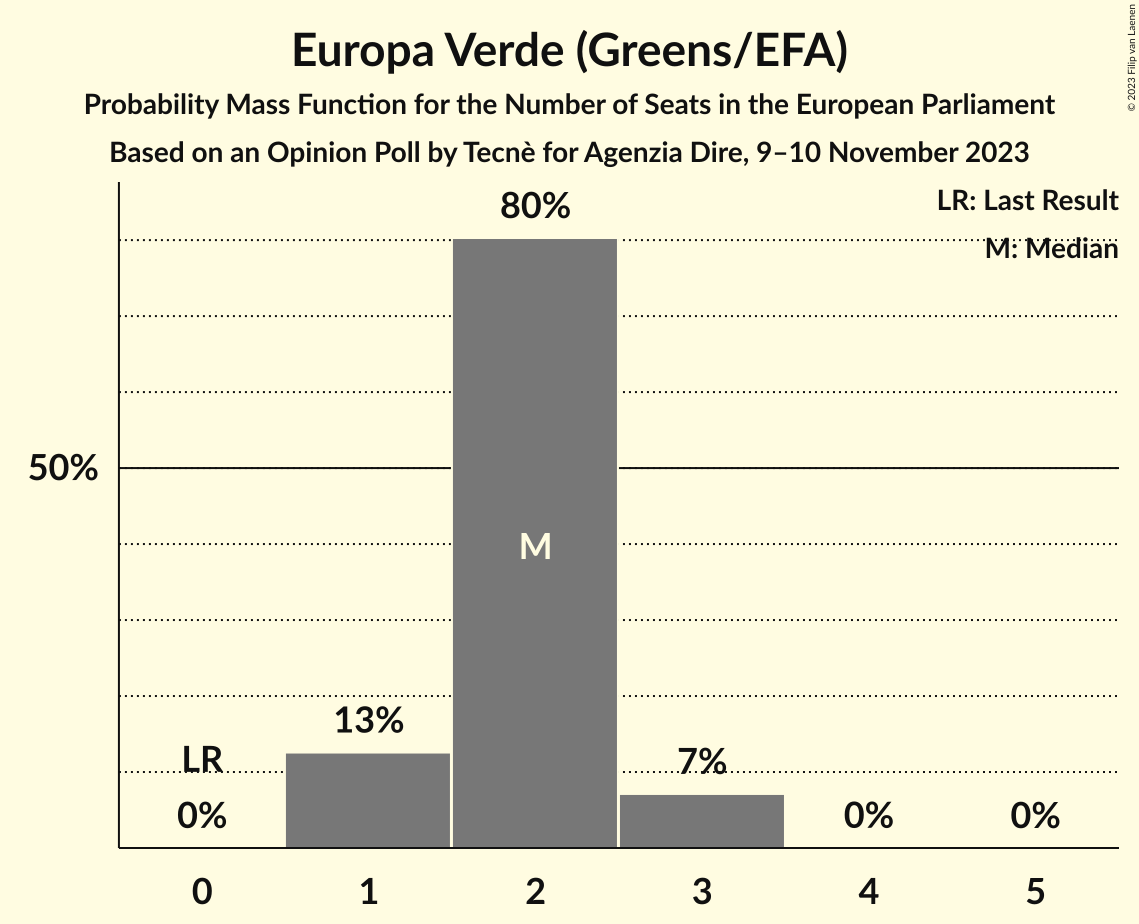 Europa Verde (Greens/EFA)
Probability Mass Function for the Number of Seats in the European Parliament
Based on an Opinion Poll by Tecnè for Agenzia Dire, 9–10 November 2023
© 2023 Filip van Laenen
LR: Last Result
M: Median
80%
50%
M
13%
LR
7%
0%
0%
0%
0 1 2 3 4 5